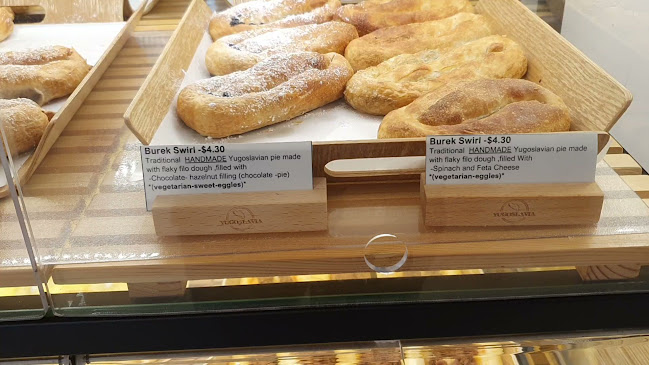 Burek Swirl -$4.30
Traditional HANDMADE Yugoslavian pie made
with flaky filo dough ,filled with
-Chocolate- hazelnut filling (chocolate -pie)
*(vegetarian-sweet-eggles)*
Burek Swirl -$4.30
Traditional HANDMADE Yugoslavian pie made
with flaky filo dough ,filled With
-Spinach and Feta Cheese
*(vegetarian-eggles)*